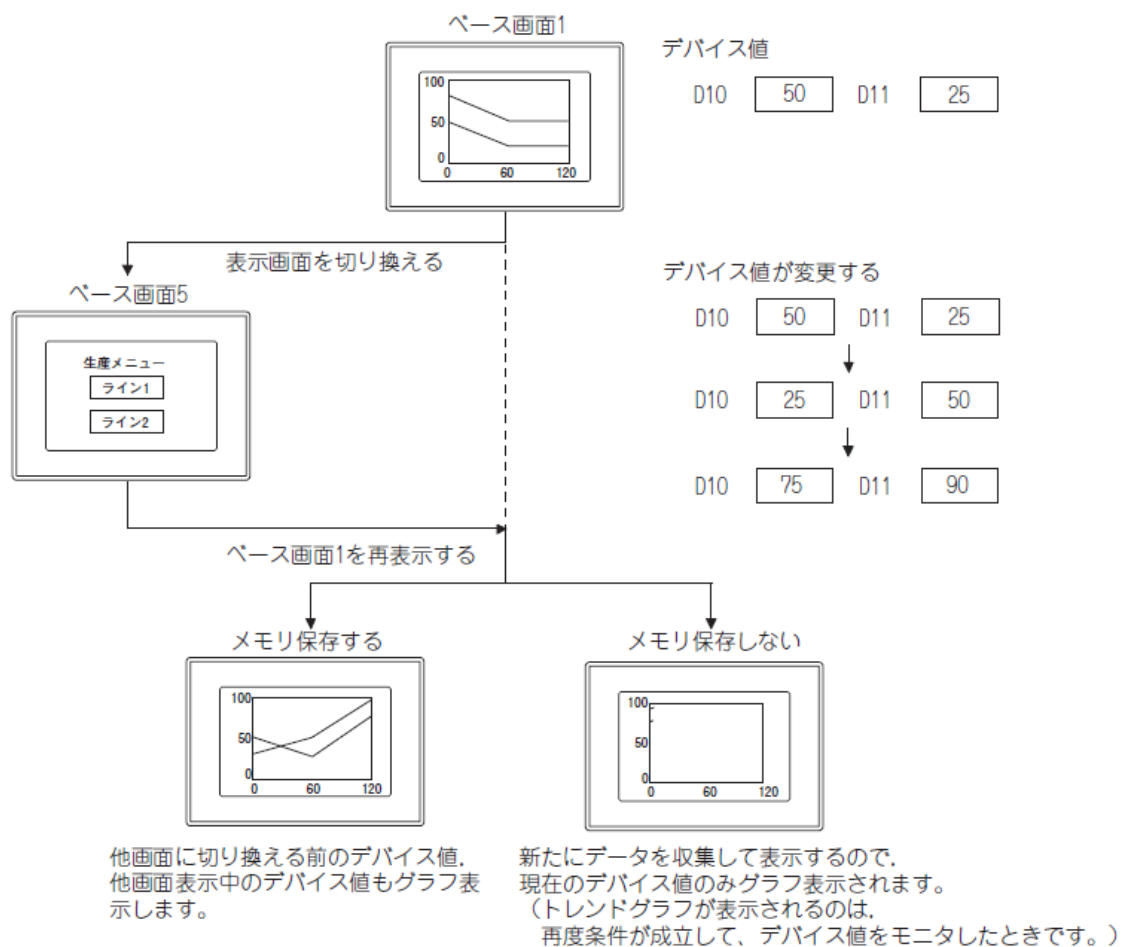 ベース画面1
100
50
0
0 60 120
デバイス値
D10 50 D11 25
表示画面を切り換える
ベース画面5
生産メニュー
ライン1
ライン2
デバイス値が変更する
D10 50 D11 25
D10 25 D11 50
D10 75 D11 90
ベース画面1を再表示する
メモリ保存する
100
50
0
0 60 120
他画面に切り換える前のデバイス値，
他画面表示中のデバイス値もグラフ表
示します。
メモリ保存しない
100
50
0
0 60 120
新たにデータを収集して表示するので，
現在のデバイス値のみグラフ表示されます。
（トレンドグラフが表示されるのは，
再度条件が成立して、デバイス値をモニタしたときです。）